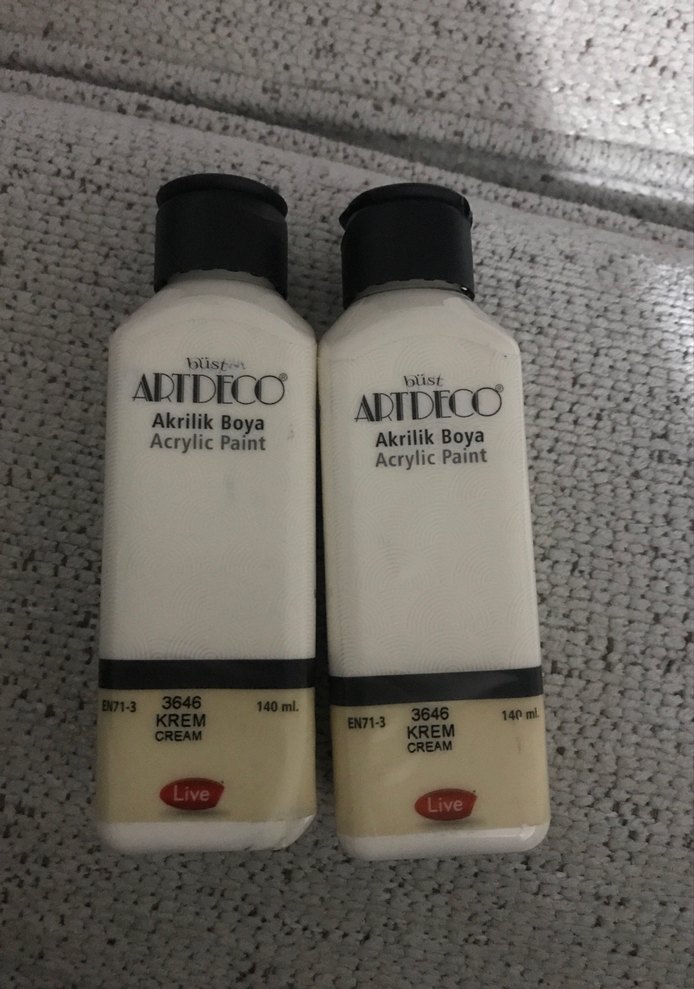 büst
ARTDECO®
Akrilik Boya
Acrylic Paint
EN71-3
3646
KREM
CREAM
140 ml.
Live
büst
ARTDECO®
Akrilik Boya
Acrylic Paint
EN71-3
3646
KREM
CREAM
140 ml.
Live